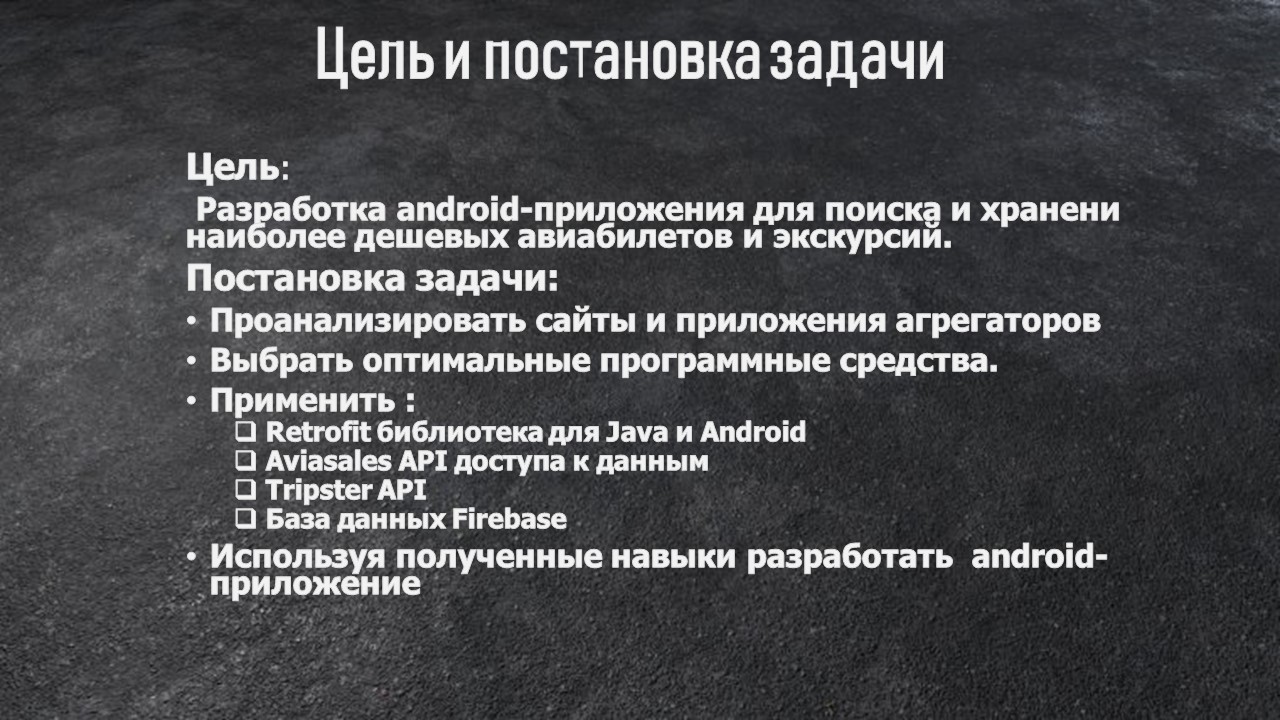 Цель и постановка задачи
Цель:
Разработка android-приложения для поиска и хранени
наиболее дешевых авиабилетов и экскурсий.
Постановка задачи:
• Проанализировать сайты и приложения агрегаторов
• Выбрать оптимальные программные средства.
• Применить :
❑ Retrofit библиотека для Java и Android
❑ Aviasales API доступа к данным
❑ Tripster API
❑ База данных Firebase
• Используя полученные навыки разработать android-
приложение